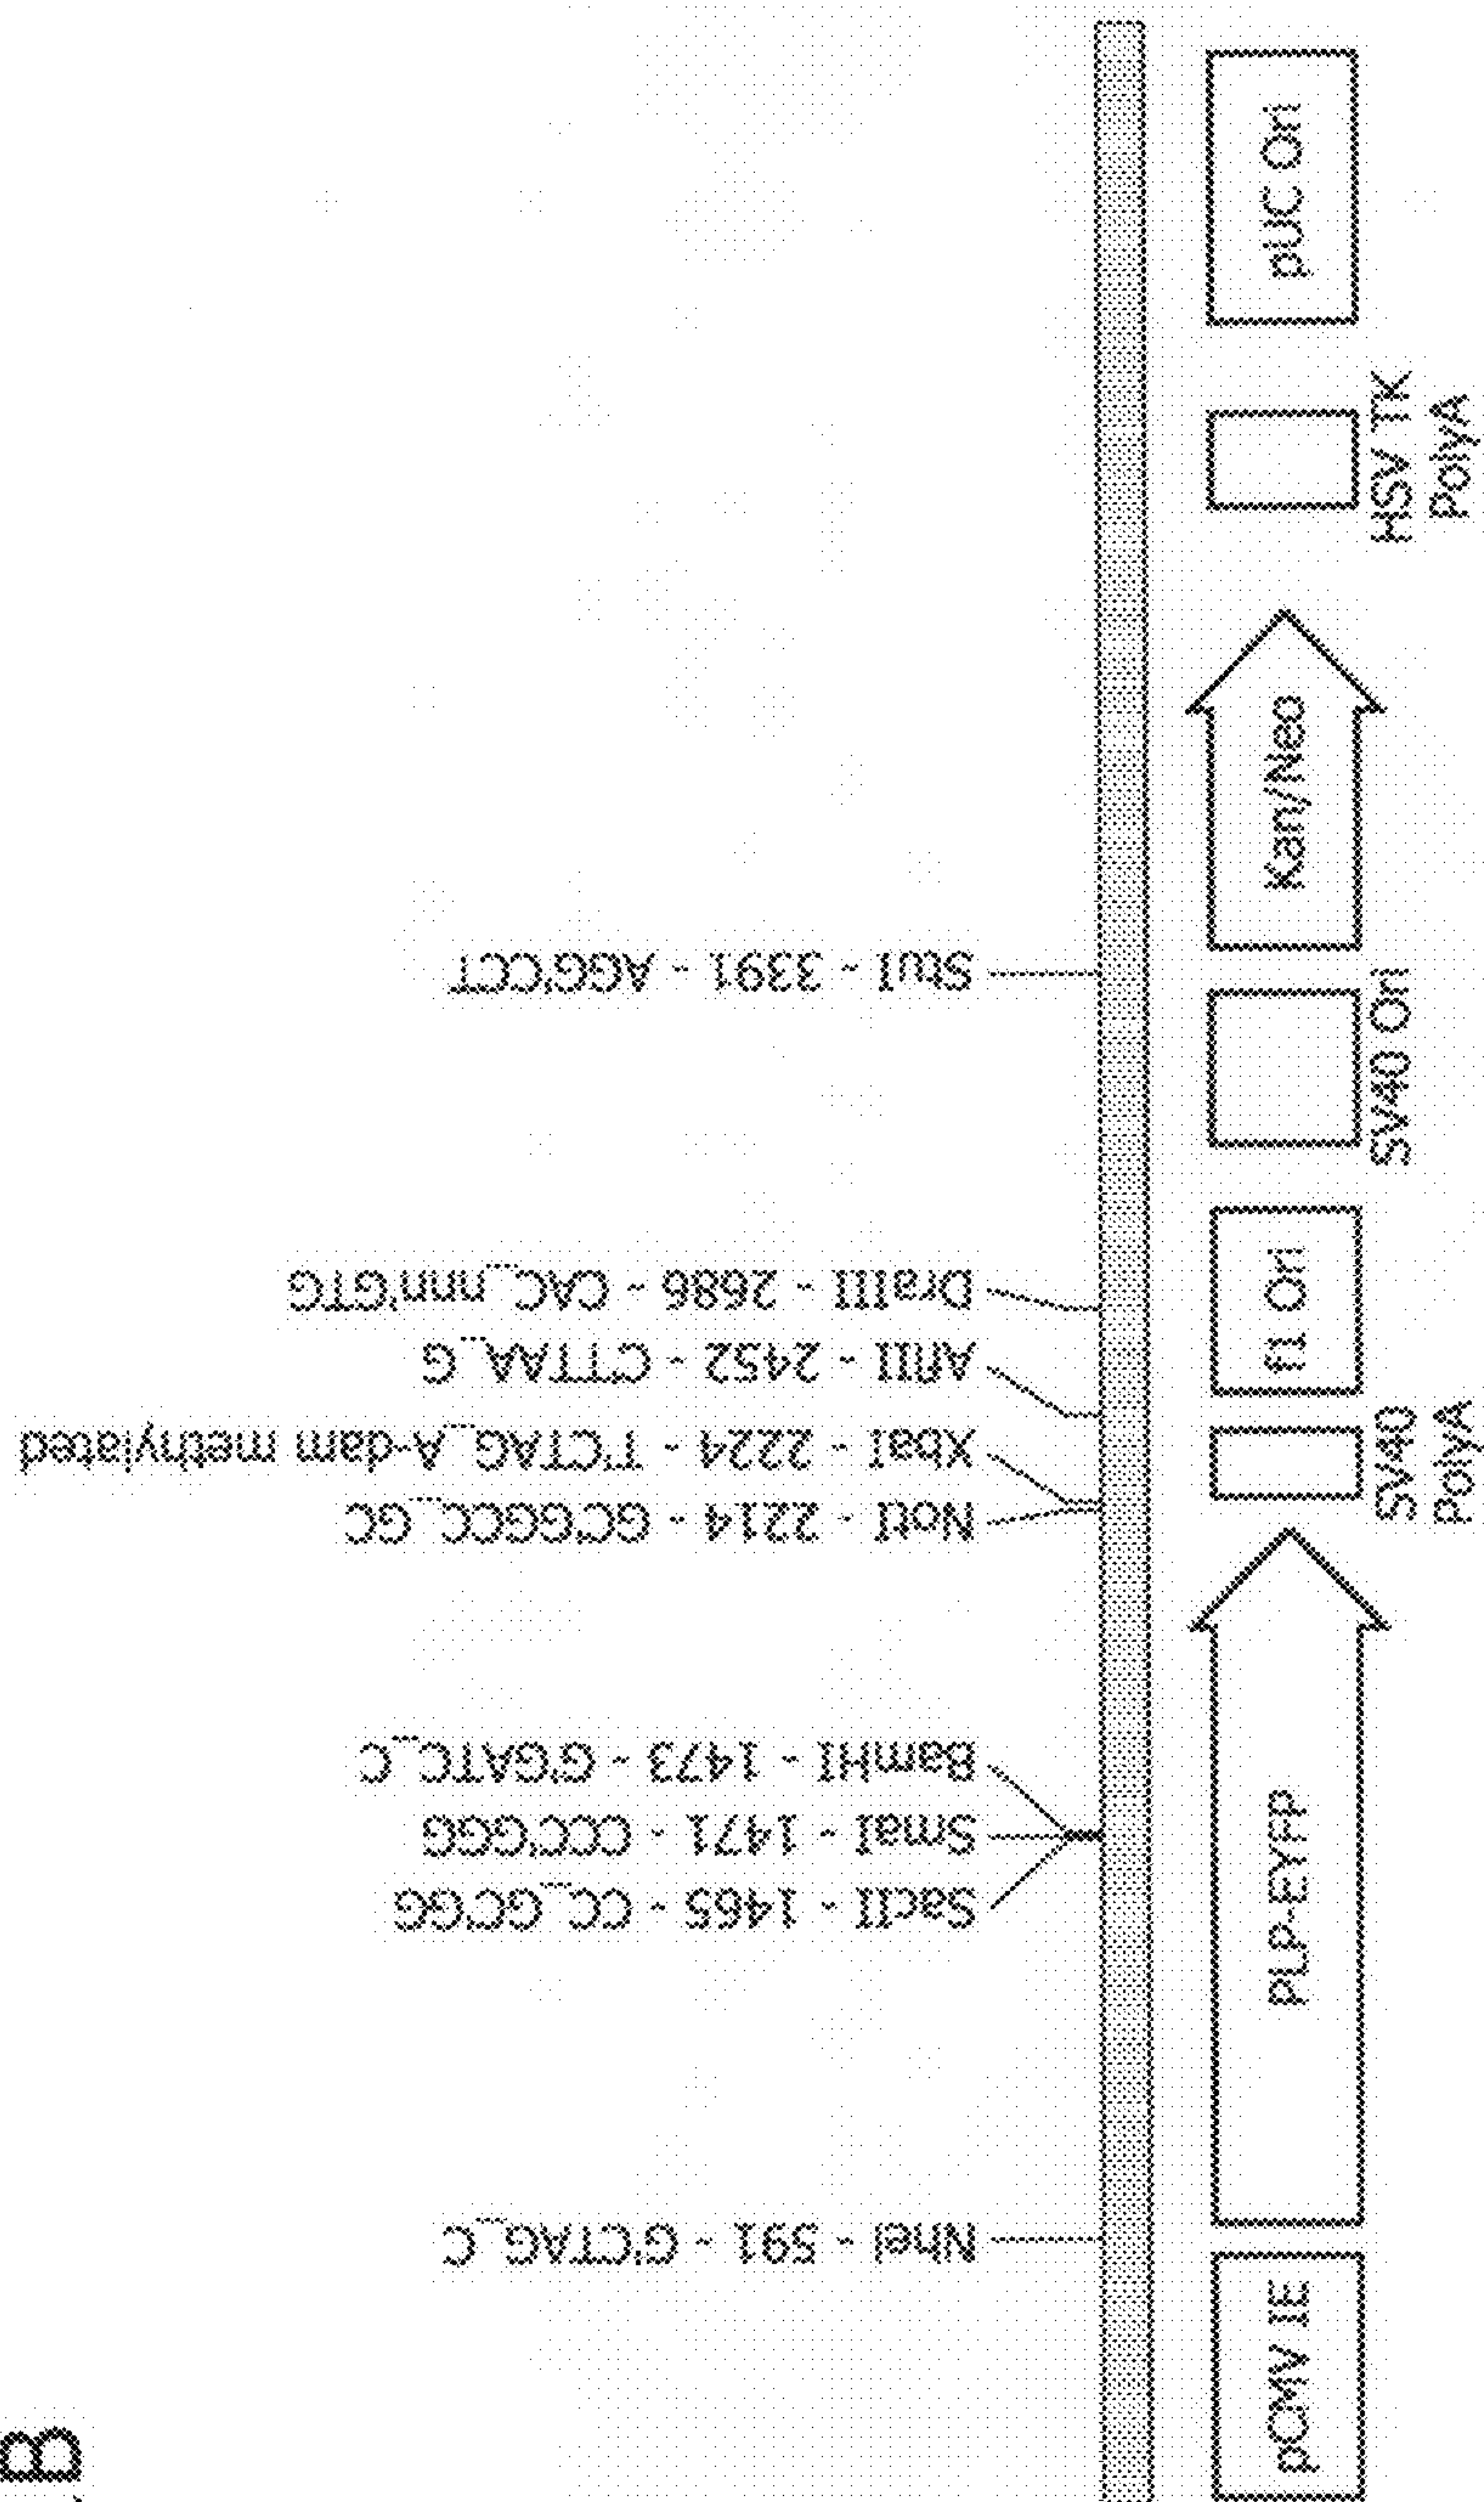 B
NheI - 591 - G'CTAG_C
SacII - 1465 - CC_GC'GG
SmaI - 1471 - CCC'GGG
BamHI - 1473 - G'GATC_C
NotI - 2214 - GC'GGCC_GC
XbaI - 2224 - T'CTAG_A-dam methylated
AflII - 2452 - C'TTAA_G
DraIII - 2686 - CAC_nnn'GTG
StuI - 3391 - AGG'CCT
pCMV IE
PLP-EYFP
SV40
PolyA
f1 Ori
SV40 Ori
Kan/Neo
HSV TK
PolyA
pUC Ori